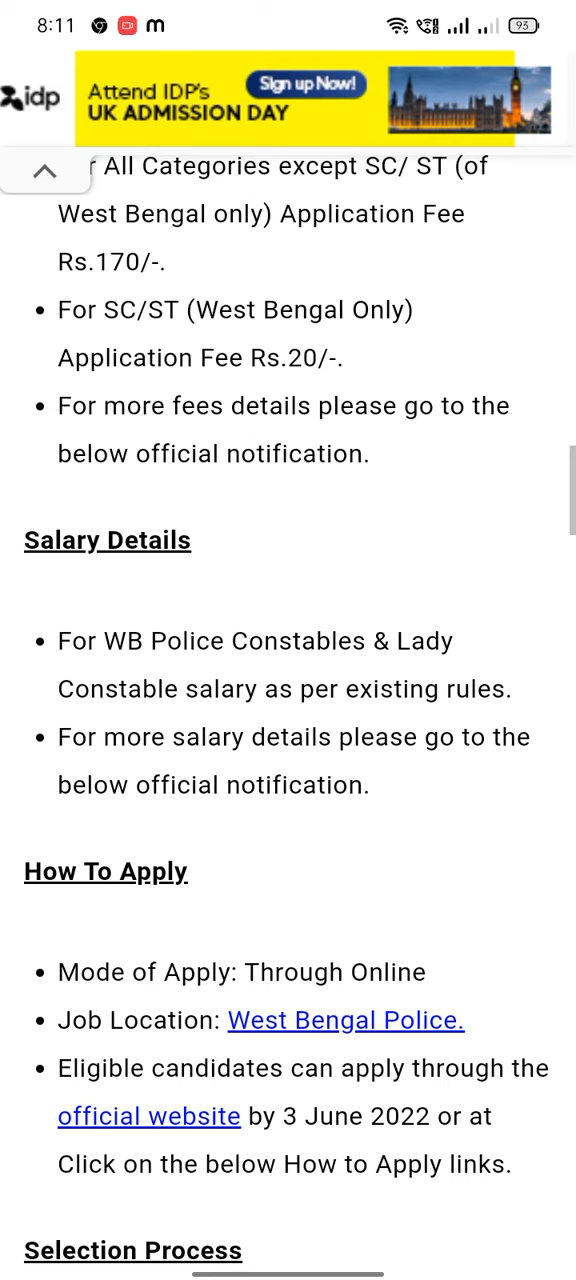 8:11
93
idp
Attend IDP's
UK ADMISSION DAY
Sign up Now!
r All Categories except SC/ ST (of
West Bengal only) Application Fee
Rs.170/-.
• For SC/ST (West Bengal Only)
Application Fee Rs.20/-.
• For more fees details please go to the
below official notification.
Salary Details
• For WB Police Constables & Lady
Constable salary as per existing rules.
• For more salary details please go to the
below official notification.
How To Apply
• Mode of Apply: Through Online
• Job Location: West Bengal Police.
• Eligible candidates can apply through the
official website by 3 June 2022 or at
Click on the below How to Apply links.
Selection Process